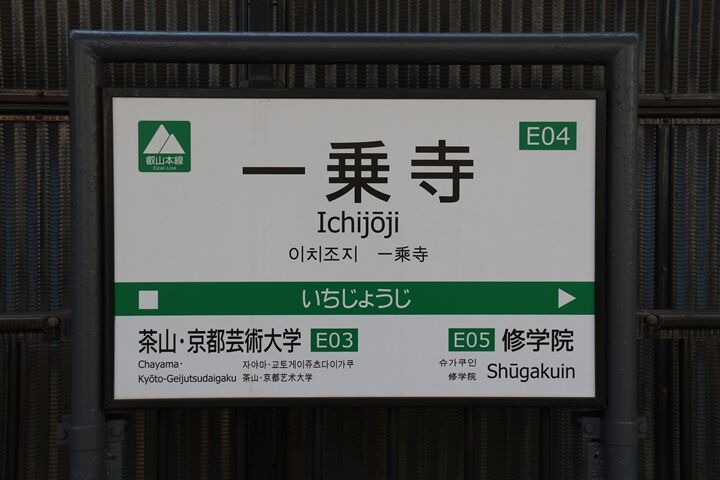 叡山本線
Eizan Line
E04
一乗寺
Ichijōji
이치조지 一乘寺
いちじょうじ
茶山・京都芸術大学 E03
Chayama・
Kyōto-Geijutsudaigaku
자야마・교토게이쥬츠다이가쿠
茶山・京都艺术大学
E05 修学院
슈가쿠인
修学院
Shūgakuin